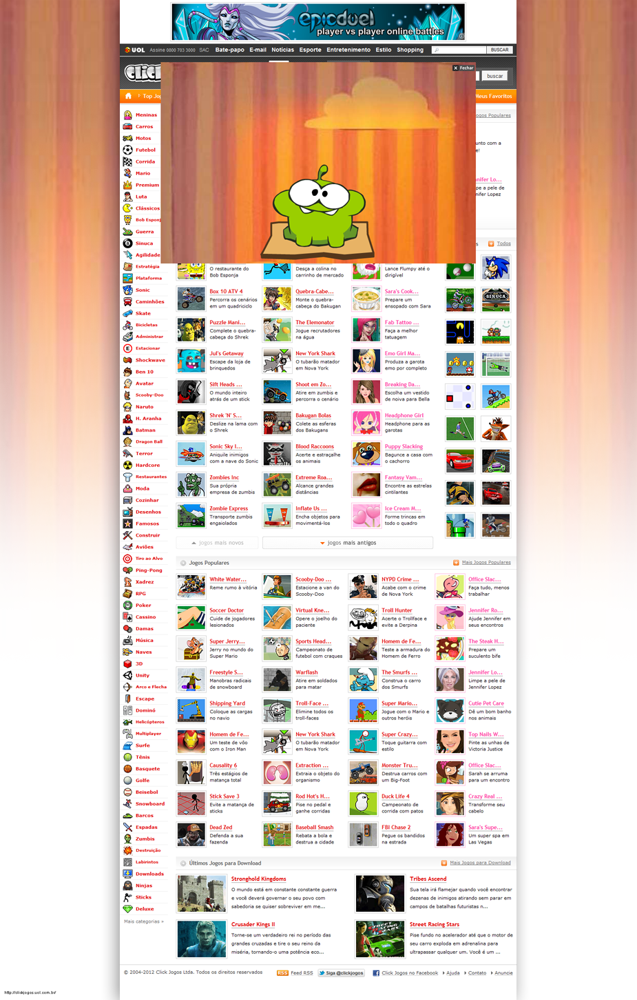 epicduel
player vs player online battles
UOL Assine 0800 703 3000 SAC Bate-papo E-mail Notícias Esporte Entretenimento Estilo Shopping BUSCAR
CLICK
Fechar
buscar
Top Jog
Meus Favoritos
Meninas
Carros
Motos
Futebol
Corrida
Mario
Premium
Luta
Clássicos
Bob Esponj
Guerra
Sinuca
Agilidade
Estratégia
Plataforma
Sonic
Caminhões
Skate
Bicicletas
Administrar
Estacionar
Shockwave
Ben 10
Avatar
Scooby-Doo
Naruto
H. Aranha
Batman
Dragon Ball
Terror
Hardcore
Restaurantes
Moda
Cozinhar
Desenhos
Famosos
Construir
Aviões
Tiro ao Alvo
Ping-Pong
Xadrez
RPG
Poker
Cassino
Damas
Música
Naves
3D
Unity
Arco e Flecha
Escape
Dominó
Helicópteros
Multiplayer
Surfe
Tênis
Basquete
Golfe
Beisebol
Snowboard
Barcos
Espadas
Zumbis
Destruição
Labirintos
Downloads
Ninjas
Sticks
Deluxe
Mais categorias »
ogos Populares
unto com a
e!
nnifer Lo...
pe a pele de
nifer Lopez
s
Todos
O restaurante do
Bob Esponja
Desça a colina no
carrinho de mercado
Lance Flumpy até o
dirigível
Box 10 ATV 4
Percorra os cenários
em um quadriciclo
Quebra-Cabe...
Monte o quebra-
cabeça do Bakugan
Sara's Cook...
Prepare um
ensopado com Sara
Puzzle Mani...
Complete o quebra-
cabeça do Shrek
The Elemonator
Jogue recrutadores
na água
Fab Tattoo ...
Faça a melhor
tatuagem
Jul's Getaway
Escape da loja de
brinquedos
New York Shark
O tubarão matador
em Nova York
Emo Girl Ma...
Produza a garota
emo por completo
Sift Heads ...
O mundo inteiro
atrás de um stick
Shoot em Zo...
Atire em zumbis e
percorra o cenário
Breaking Da...
Escolha um vestido
de noiva para Bella
Shrek 'N' S...
Deslize na lama com
o Shrek
Bakugan Bolas
Colete as esferas
dos Bakugans
Headphone Girl
Headphone para as
garotas
Sonic Sky I...
Aniquile inimigos
com a nave do Sonic
Blood Raccoons
Acerte e estraçalhe
os animais
Puppy Slacking
Bagunce a casa com
o cachorro
Zombies Inc
Sua própria
empresa de zumbis
Extreme Roa...
Alcance grandes
distâncias
Fantasy Vam...
Encontre as estrelas
cintilantes
Zombie Express
Transporte zumbis
engaiolados
Inflate Us ...
Encha objetos para
movimentá-los
Ice Cream M...
Forme trincas em
todo o quadro
SINUCA
jogos mais novos
jogos mais antigos
Jogos Populares
Mais Jogos Populares
White Water...
Reme rumo à vitória
Scooby-Doo ...
Estacione a van do
Scooby-Doo
NYPD Crime ...
Acabe com o crime
de Nova York
Office Slac...
Faça tudo, menos
trabalhar
Soccer Doctor
Cuide de jogadores
lesionados
Virtual Kne...
Opere o joelho do
paciente
Troll Hunter
Acerte o Trollface e
evite a Derpina
Jennifer Ro...
Ajude Jennifer em
seus encontros
Super Jerry...
Jerry no mundo do
Super Mario
Sports Head...
Campeonato de
futebol com craques
Homem de Fe...
Teste a armadura do
Homem de Ferro
The Steak H...
Prepare um
suculento bife
Freestyle S...
Manobras radicais
de snowboard
Warflash
Atire em soldados
para matar
The Smurfs ...
Construa o carro
dos Smurfs
Jennifer Lo...
Limpe a pele de
Jennifer Lopez
Shipping Yard
Coloque as cargas
no navio
Troll-Face ...
Elimine todos os
troll-faces
Super Mario...
Jogue com o Mario e
outros heróis
Cutie Pet Care
Dê um bom banho
nos animais
Homem de Fe...
Um teste de vôo
com o Iron Man
New York Shark
O tubarão matador
em Nova York
Super Crazy...
Toque guitarra com
estilo
Top Nails W...
Pinte as unhas de
Victoria Justice
Causality 6
Três estágios de
matança total
Extraction ...
Extraia o objeto do
organismo
Monster Tru...
Destrua carros com
um Big-Foot
Office Slac...
Sarah se arruma
para um encontro
Stick Save 3
Evite a matança de
sticks
Rod Hot's H...
Pise no pedal e
ganhe corridas
Duck Life 4
Campeonato de
corrida com patos
Crazy Real ...
Transforme seu
cabelo
Dead Zed
Defenda a sua
fazenda
Baseball Smash
Rebata a bola e
destrua a cidade
FBI Chase 2
Pegue os bandidos
na estrada
Sara's Supe...
Um super spa em
Las Vegas
Últimos Jogos para Download
Mais Jogos para Download
Stronghold Kingdoms
O mundo está em constante constante guerra
e você deverá governar o seu povo com
sabedoria se quiser sobreviver em me...
Tribes Ascend
Sua tela irá flamejar quando você encontrar
dezenas de inimigos atirando sem parar em
campos de batalhas futuristas n...
Crusader Kings II
Torne-se um verdadeiro rei no período das
grandes cruzadas e tire o seu reino da
miséria, tornando-o uma potência eco...
Street Racing Stars
Pise fundo no acelerador até que o motor de
seu carro exploda em adrenalina para
ultrapassar qualquer um. Você é um ...
© 2004-2012 Click Jogos Ltda. Todos os direitos reservados
RSS Feed RSS
Siga @clickjogos
Click Jogos no Facebook
Ajuda
Contato
Anuncie
http://clickjogos.uol.com.br/